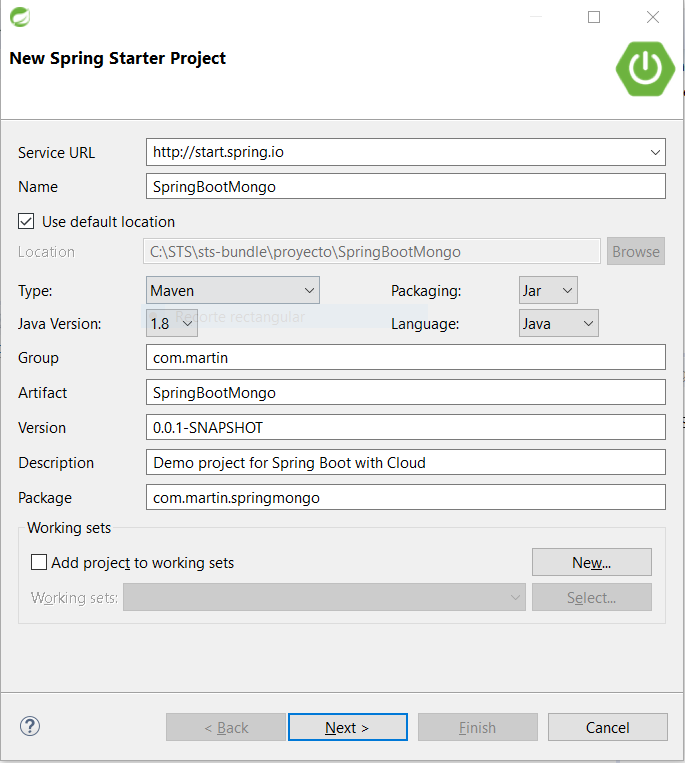 New Spring Starter Project
Service URL http://start.spring.io
Name SpringBootMongo
Use default location
Location C:\STS\sts-bundle\proyecto\SpringBootMongo Browse
Type: Maven Packaging: Jar
Recorte rectangular
Java Version: 1.8 Language: Java
Group com.martin
Artifact SpringBootMongo
Version 0.0.1-SNAPSHOT
Description Demo project for Spring Boot with Cloud
Package com.martin.springmongo
Working sets
Add project to working sets New...
Working sets: Select...
< Back Next > Finish Cancel